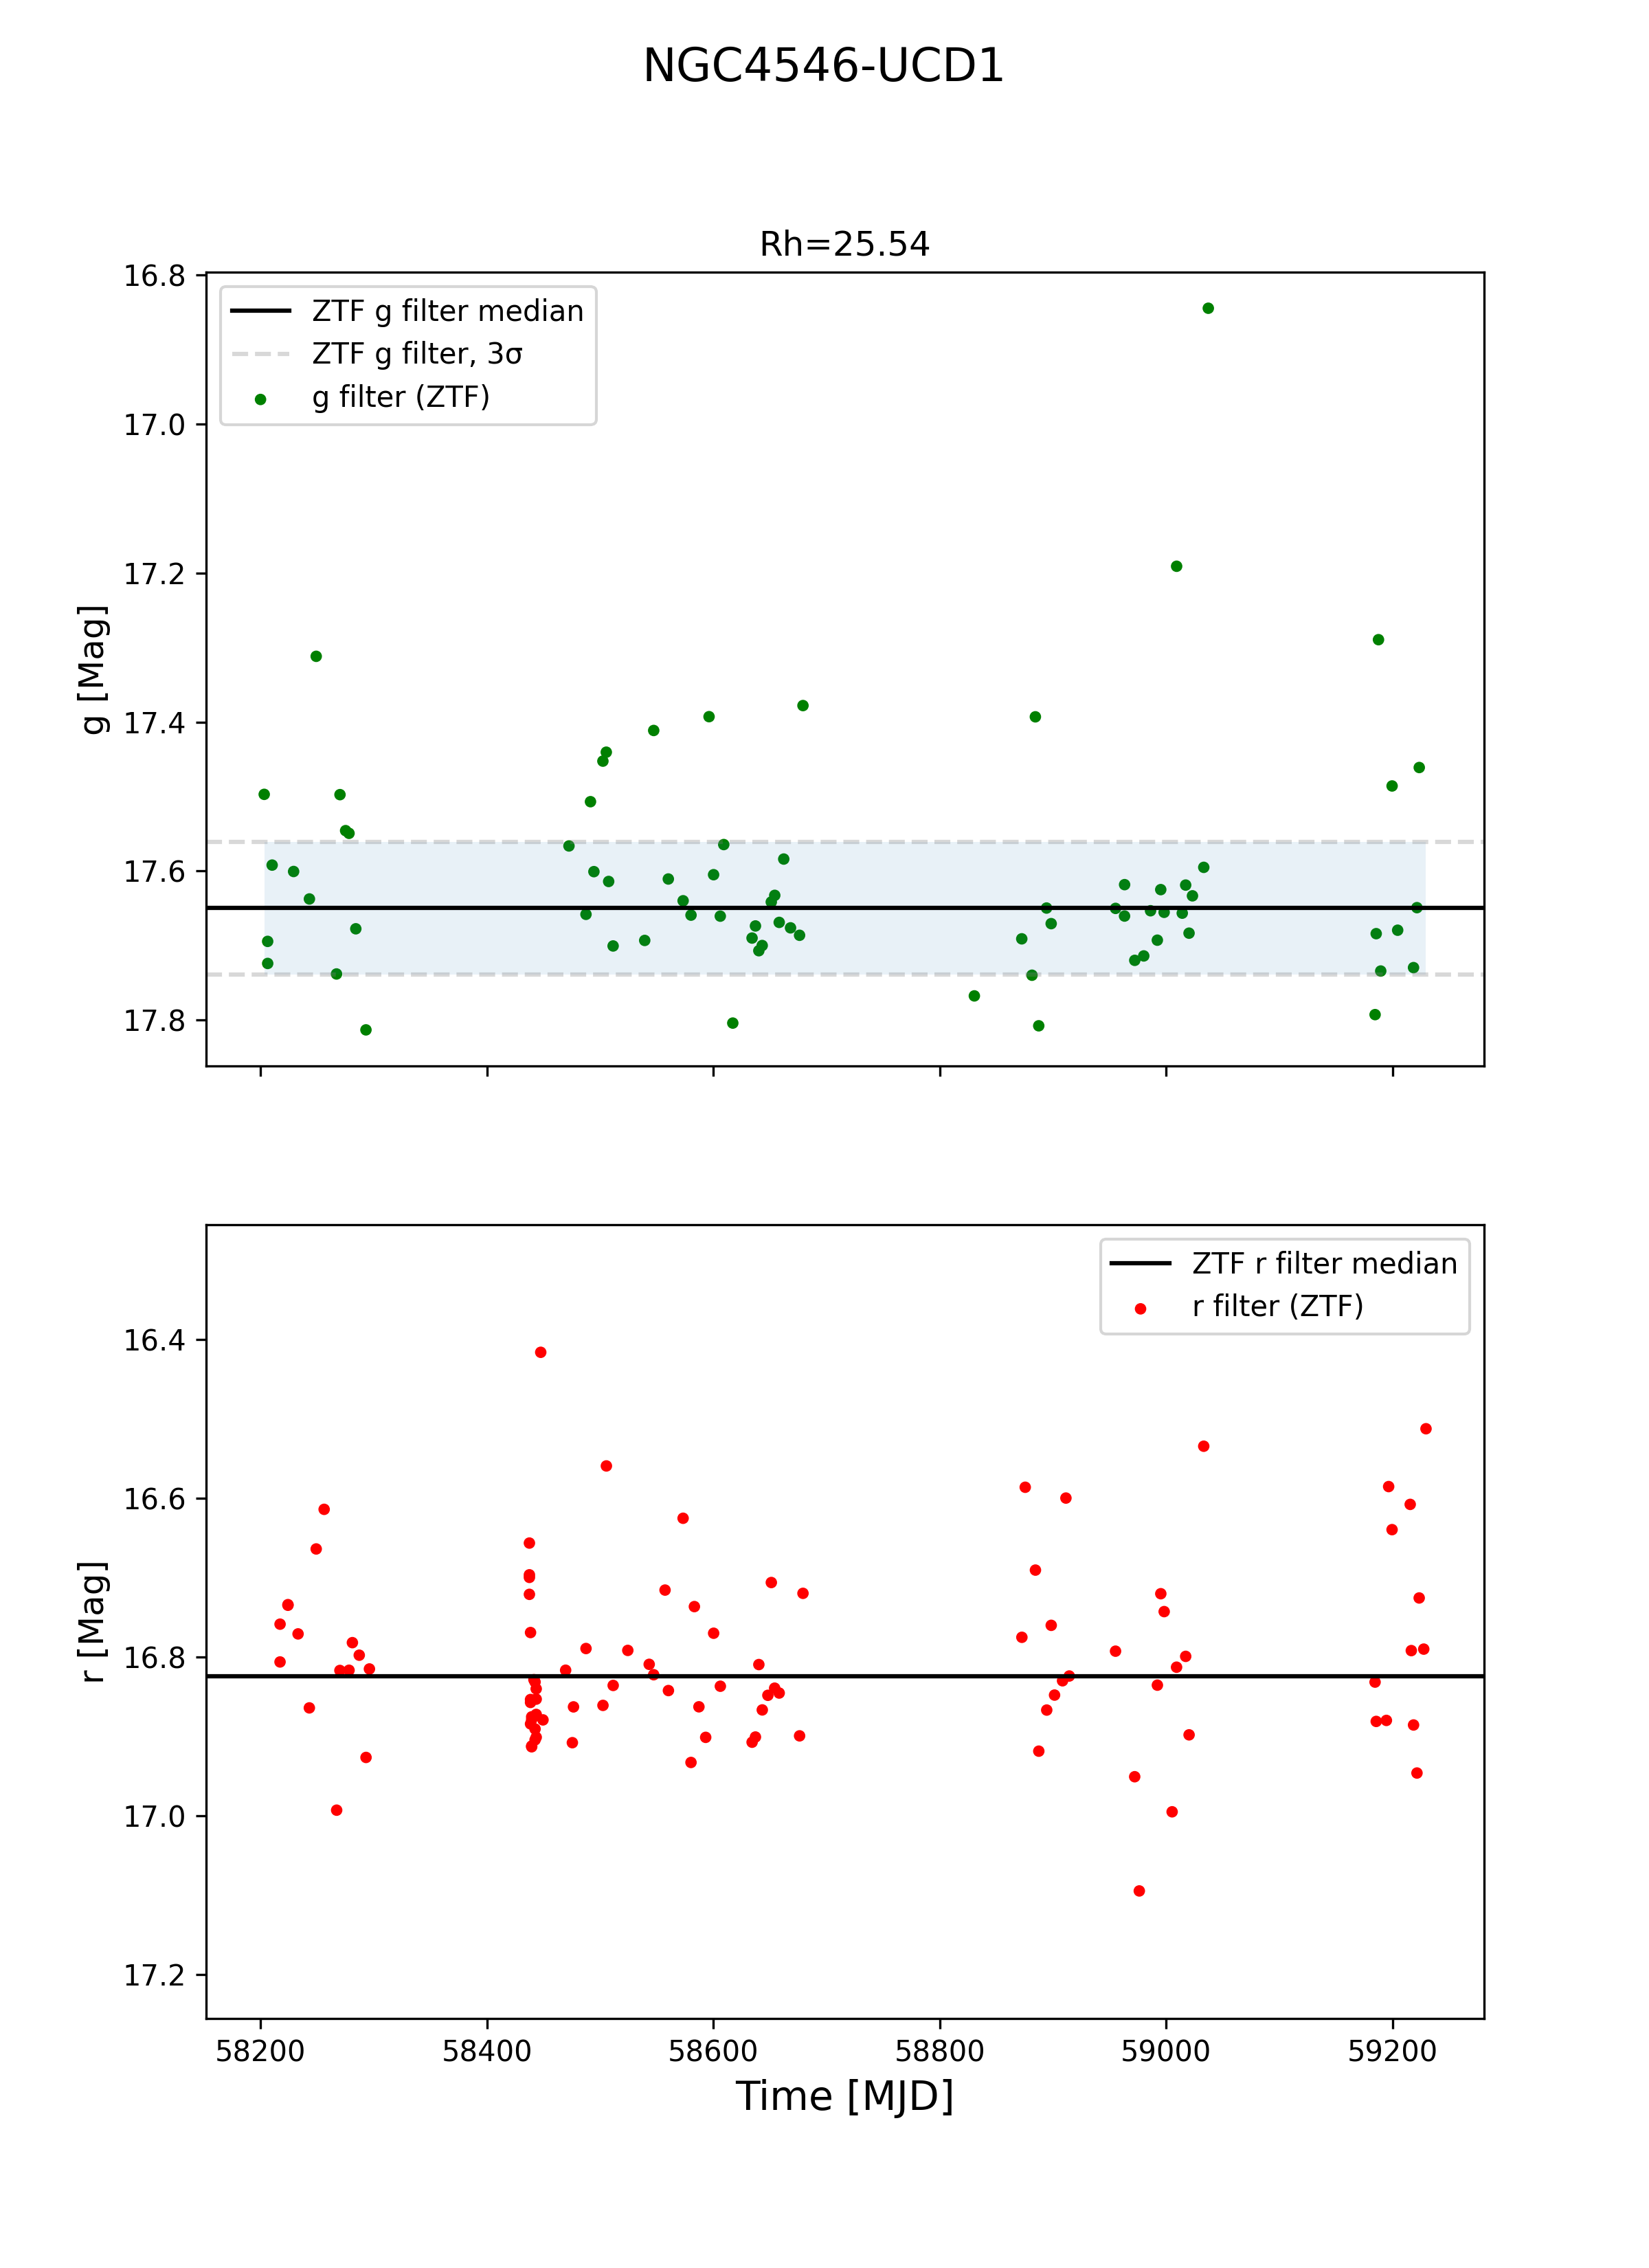 NGC4546-UCD1
Rh=25.54
16.8
17.0
17.2
17.4
17.6
17.8
g [Mag]
ZTF g filter median
ZTF g filter, 3σ
g filter (ZTF)
16.4
16.6
16.8
17.0
17.2
r [Mag]
ZTF r filter median
r filter (ZTF)
58200 58400 58600 58800 59000 59200
Time [MJD]